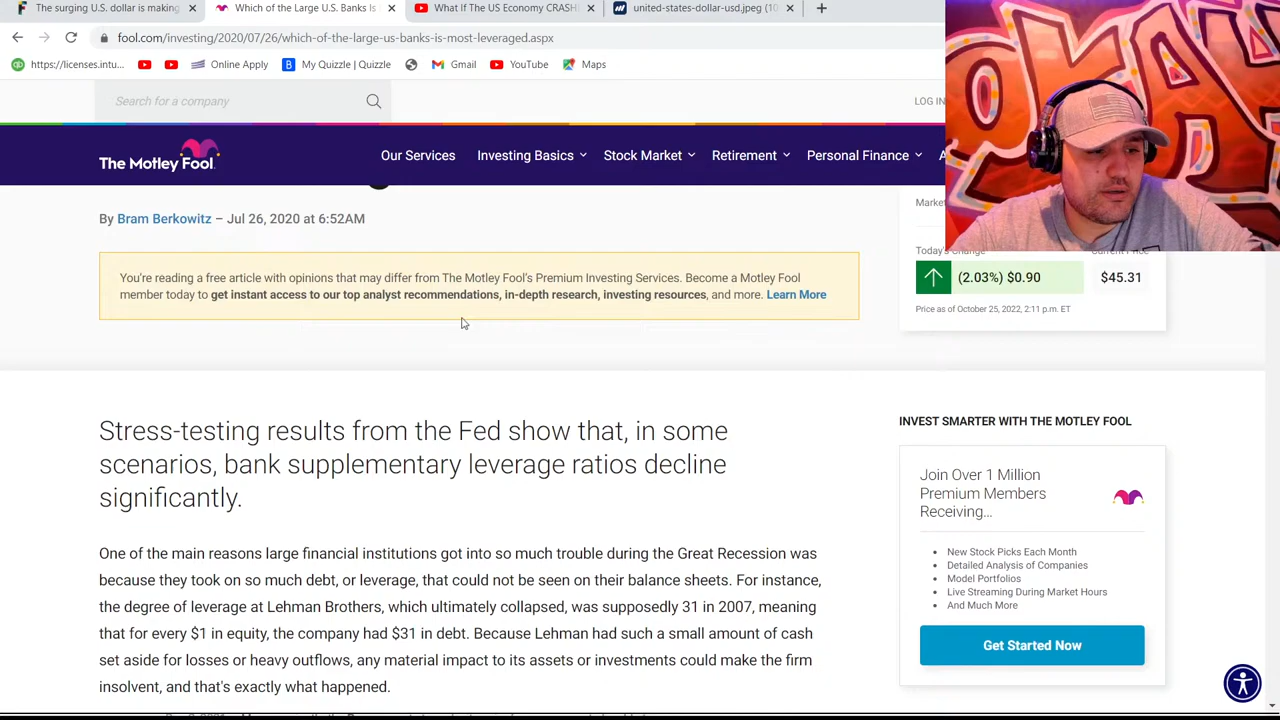 The surging U.S. dollar is making
Which of the Large U.S. Banks Is
What If The US Economy CRASH
united-states-dollar-usd.jpeg (10
fool.com/investing/2020/07/26/which-of-the-large-us-banks-is-most-leveraged.aspx
https://licenses.intu... Online Apply My Quizzle | Quizzle Gmail YouTube Maps
Search for a company
LOG IN
The Motley Fool.
Our Services Investing Basics Stock Market Retirement Personal Finance
By Bram Berkowitz – Jul 26, 2020 at 6:52AM
You're reading a free article with opinions that may differ from The Motley Fool's Premium Investing Services. Become a Motley Fool
member today to get instant access to our top analyst recommendations, in-depth research, investing resources, and more. Learn More
Market
Today's Change
(2.03%) $0.90
$45.31
Price as of October 25, 2022, 2:11 p.m. ET
Stress-testing results from the Fed show that, in some
scenarios, bank supplementary leverage ratios decline
significantly.
One of the main reasons large financial institutions got into so much trouble during the Great Recession was
because they took on so much debt, or leverage, that could not be seen on their balance sheets. For instance,
the degree of leverage at Lehman Brothers, which ultimately collapsed, was supposedly 31 in 2007, meaning
that for every $1 in equity, the company had $31 in debt. Because Lehman had such a small amount of cash
set aside for losses or heavy outflows, any material impact to its assets or investments could make the firm
insolvent, and that's exactly what happened.
INVEST SMARTER WITH THE MOTLEY FOOL
Join Over 1 Million
Premium Members
Receiving...
New Stock Picks Each Month
Detailed Analysis of Companies
Model Portfolios
Live Streaming During Market Hours
And Much More
Get Started Now